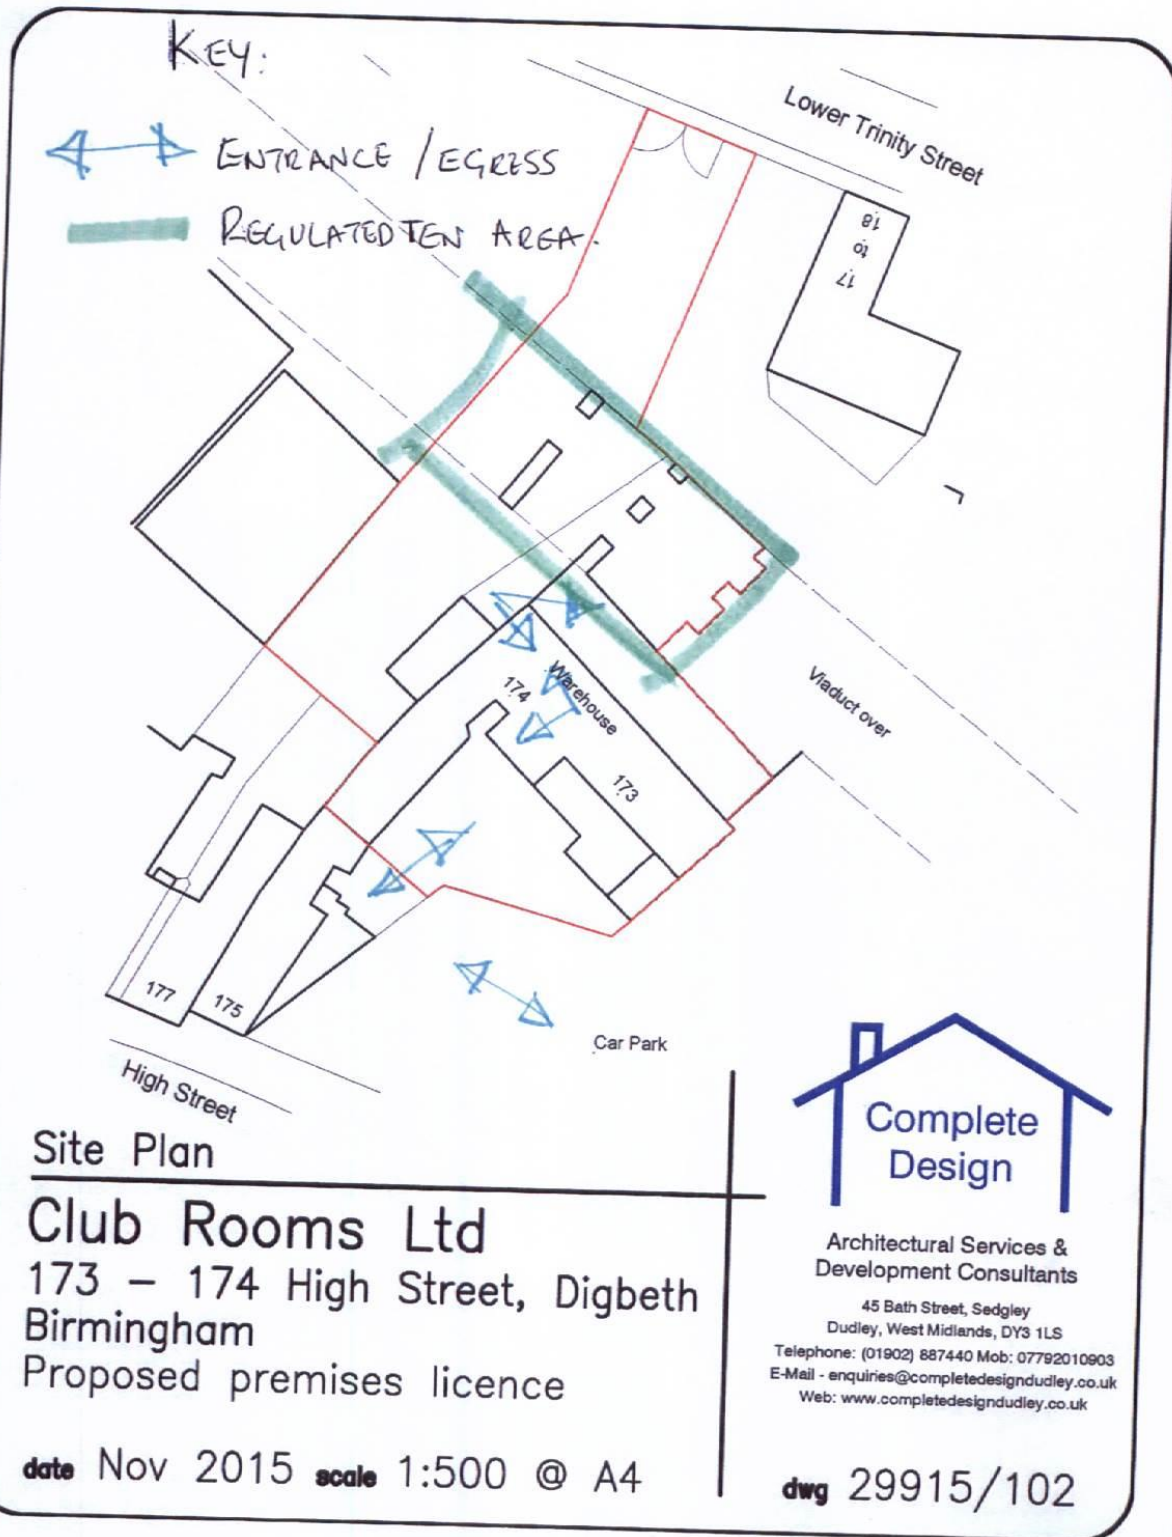 KEY:
ENTRANCE / EGRESS
REGULATED TEN AREA.
Lower Trinity Street
18
to
17
174
Warehouse
173
Viaduct over
177
175
High Street
Car Park
Site Plan
Club Rooms Ltd
173 – 174 High Street, Digbeth
Birmingham
Proposed premises licence
date Nov 2015 scale 1:500 @ A4
Complete
Design
Architectural Services &
Development Consultants
45 Bath Street, Sedgley
Dudley, West Midlands, DY3 1LS
Telephone: (01902) 887440 Mob: 07792010903
E-Mail - enquiries@completedesigndudley.co.uk
Web: www.completedesigndudley.co.uk
dwg 29915/102